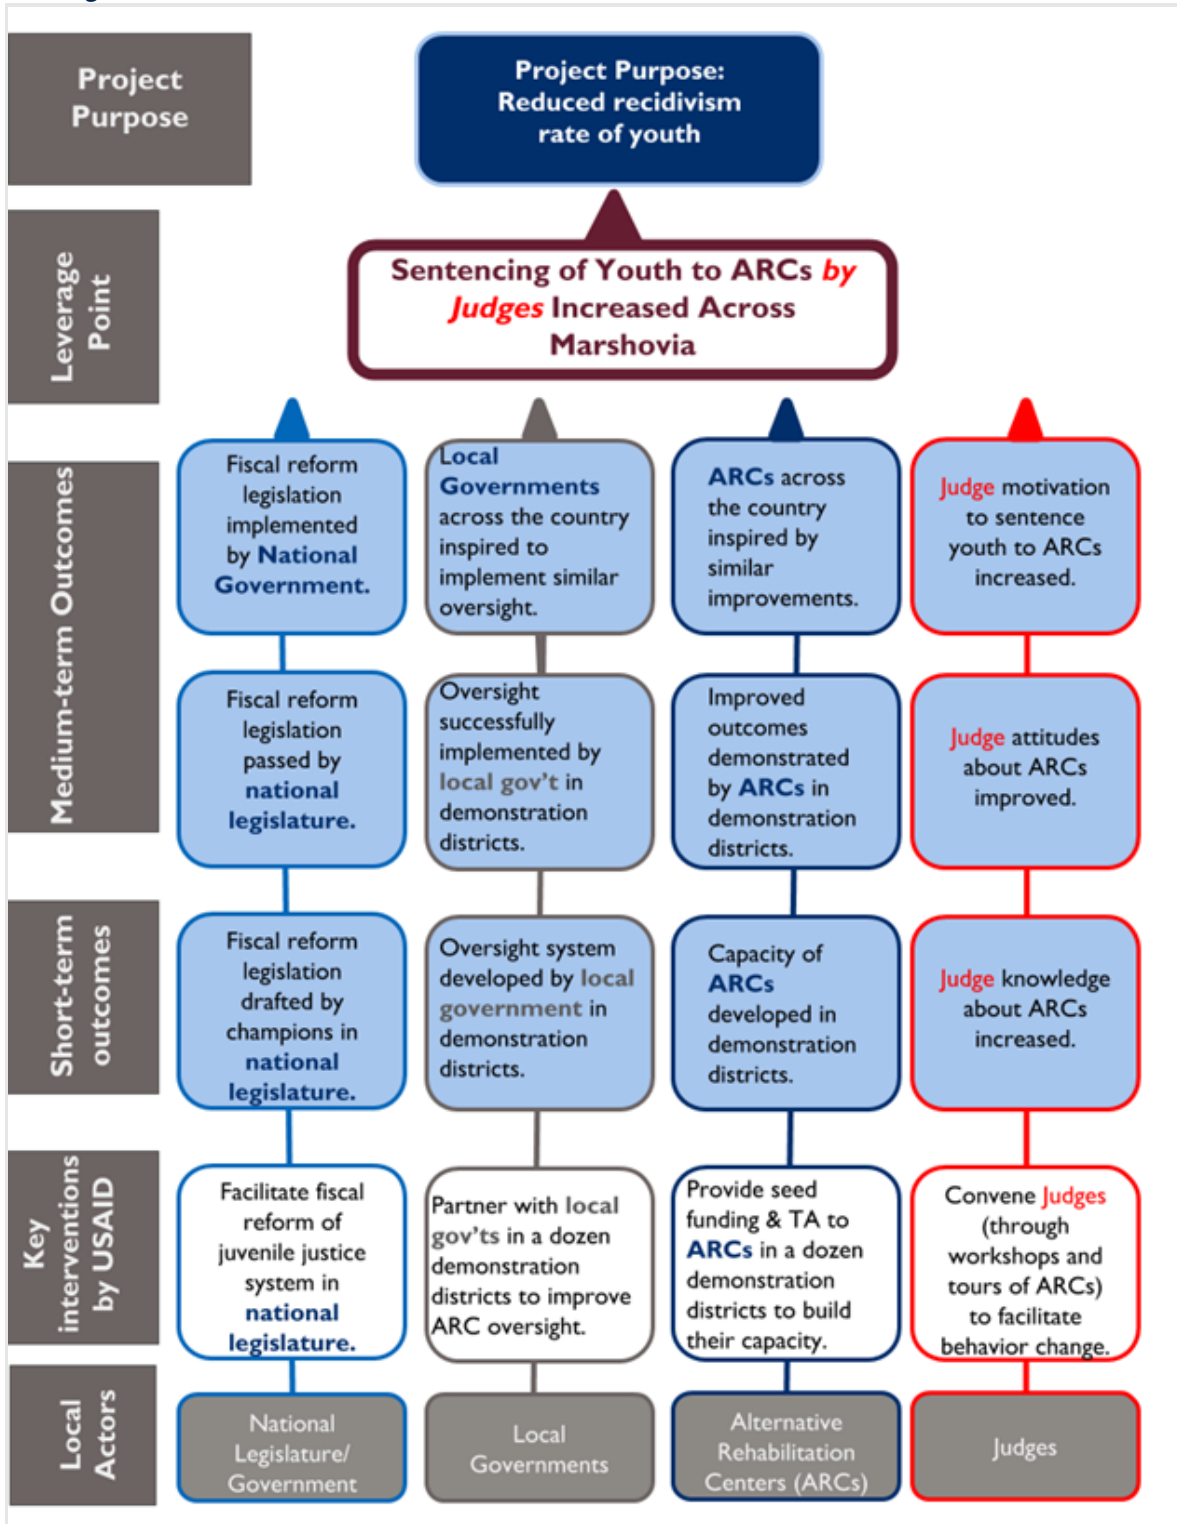 Project
Purpose
Project Purpose:
Reduced recidivism
rate of youth
Leverage
Point
Sentencing of Youth to ARCs by
Judges Increased Across
Marshovia
Medium-term Outcomes
Fiscal reform
legislation
implemented
by National
Government.
Local
Governments
across the country
inspired to
implement similar
oversight.
ARCs across
the country
inspired by
similar
improvements.
Judge motivation
to sentence
youth to ARCs
increased.
Fiscal reform
legislation
passed by
national
legislature.
Oversight
successfully
implemented by
local gov't in
demonstration
districts.
Improved
outcomes
demonstrated
by ARCs in
demonstration
districts.
Judge attitudes
about ARCs
improved.
Short-term
outcomes
Fiscal reform
legislation
drafted by
champions in
national
legislature.
Oversight system
developed by local
government in
demonstration
districts.
Capacity of
ARCs
developed in
demonstration
districts.
Judge knowledge
about ARCs
increased.
Key
interventions
by USAID
Facilitate fiscal
reform of
juvenile justice
system in
national
legislature.
Partner with local
gov'ts in a dozen
demonstration
districts to improve
ARC oversight.
Provide seed
funding & TA to
ARCs in a dozen
demonstration
districts to build
their capacity.
Convene Judges
(through
workshops and
tours of ARCs)
to facilitate
behavior change.
Local
Actors
National
Legislature/
Government
Local
Governments
Alternative
Rehabilitation
Centers (ARCs)
Judges